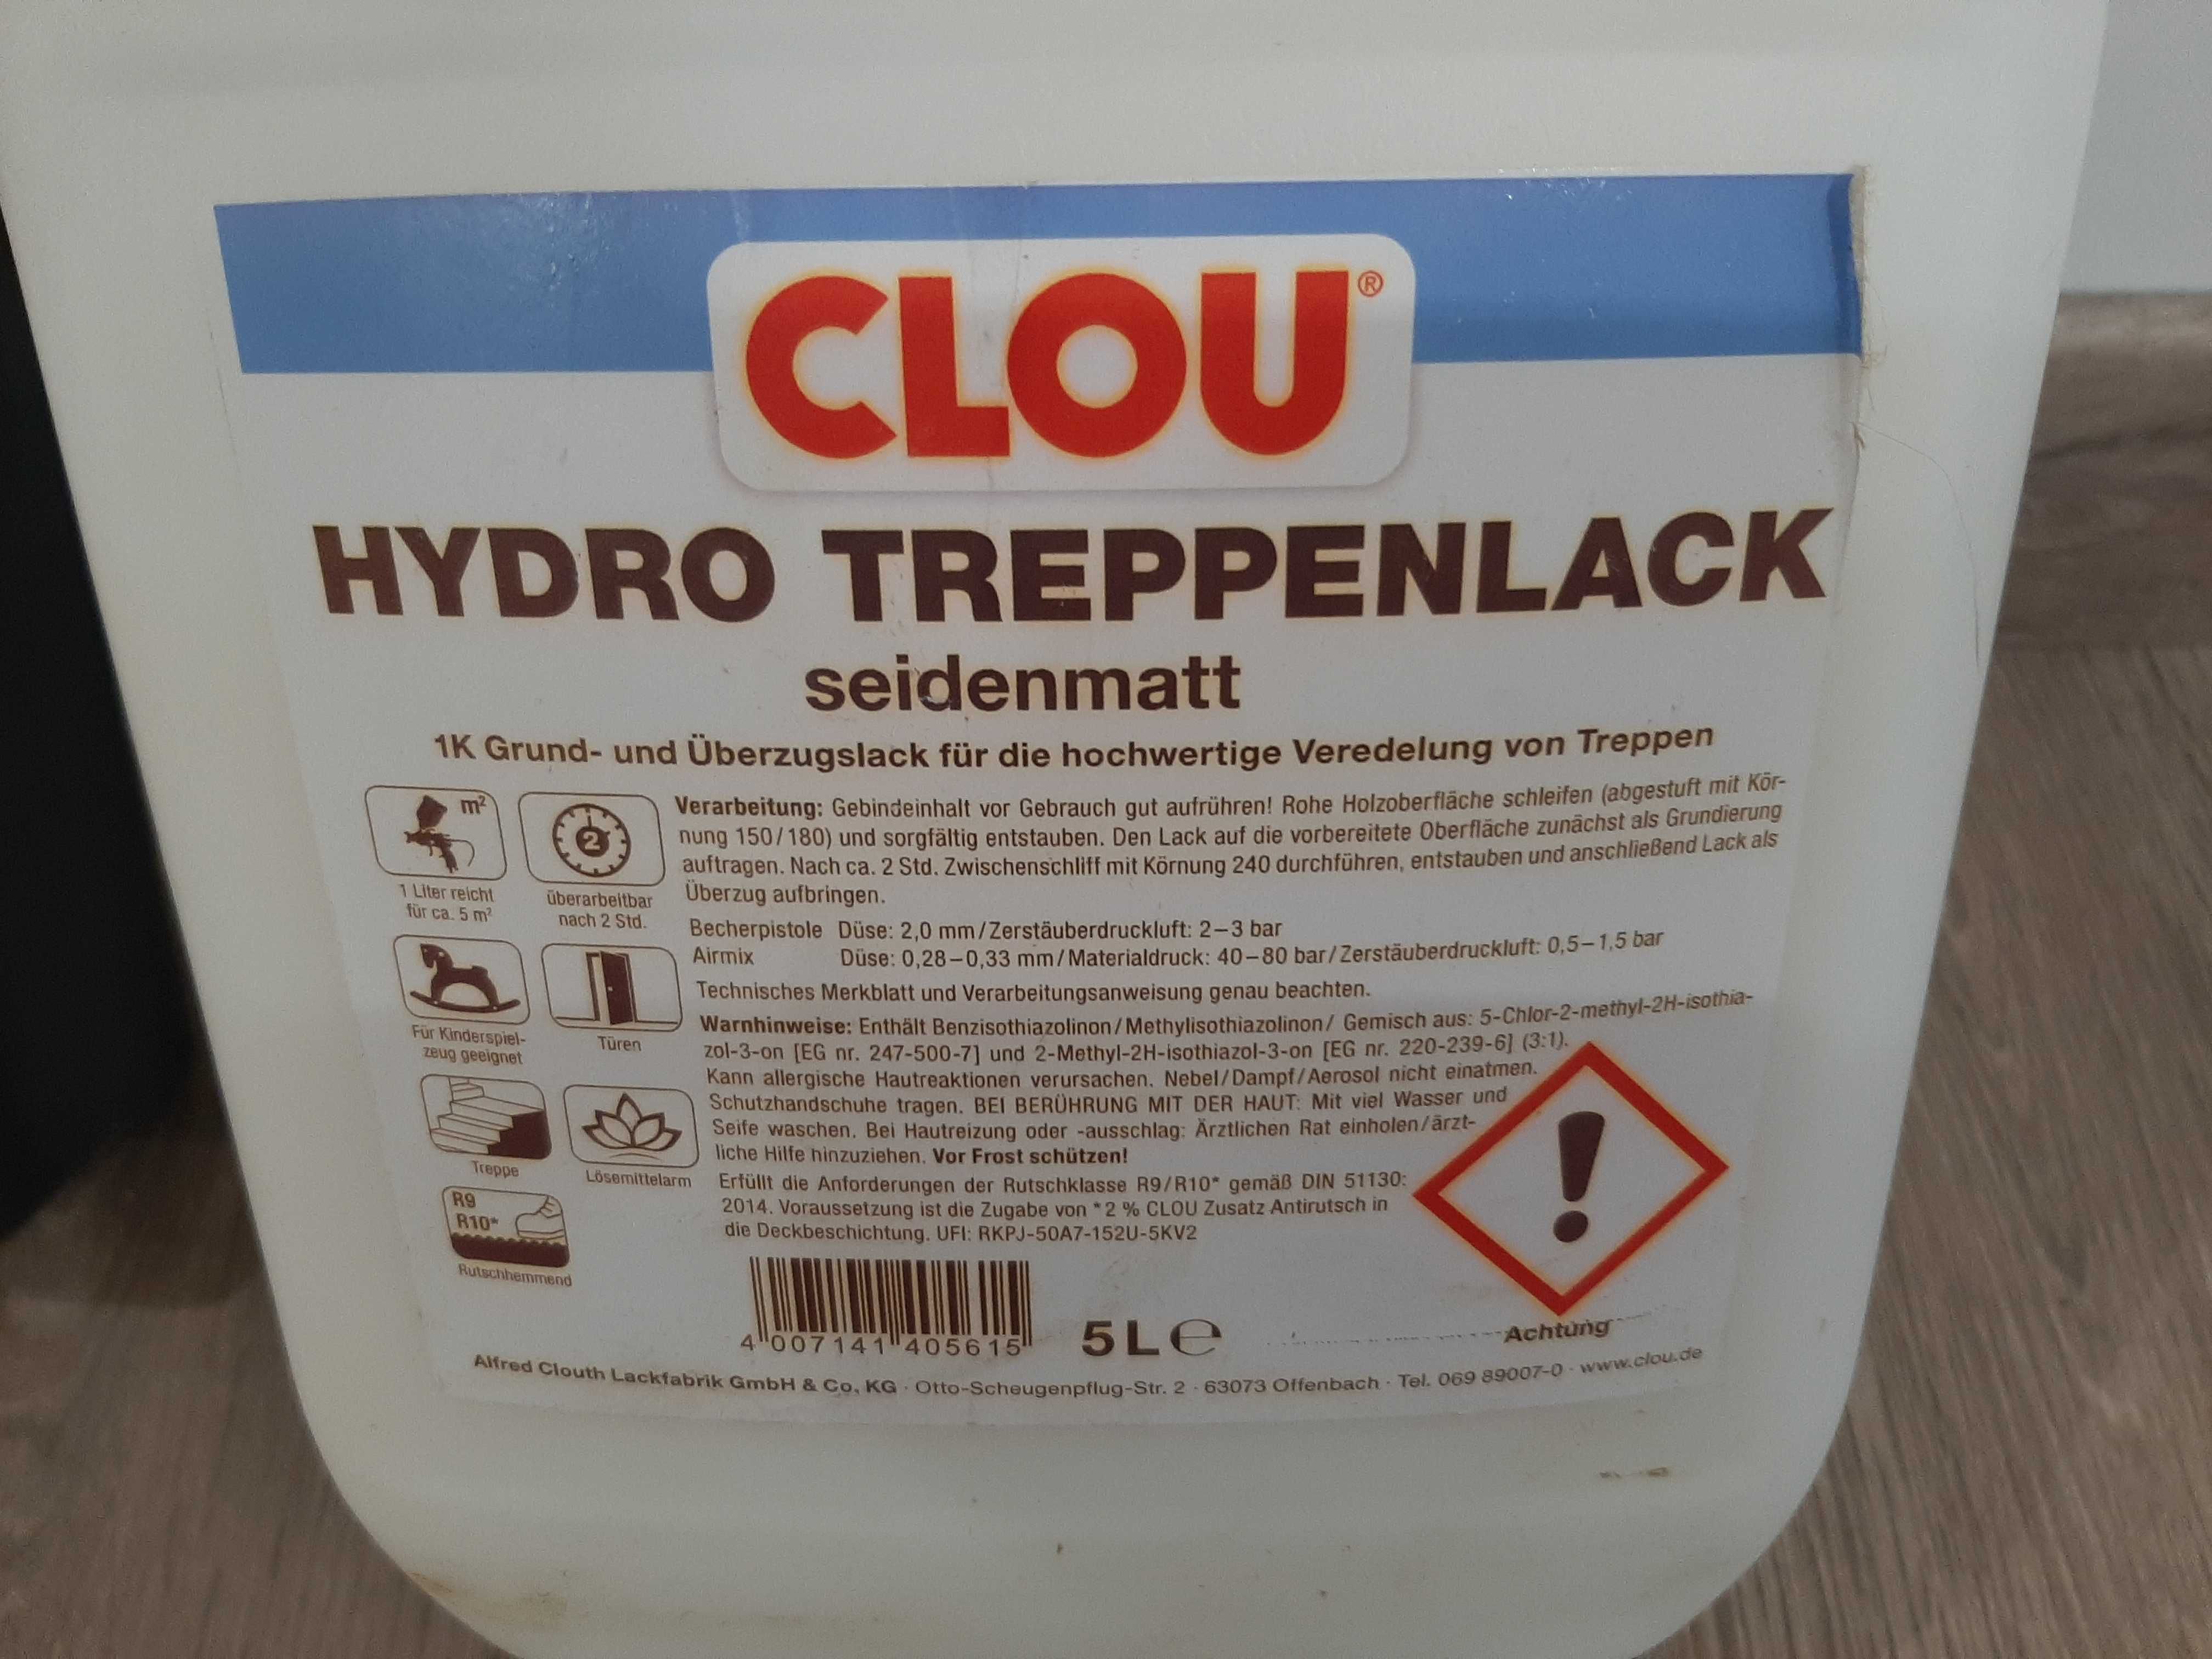 CLOU®
HYDRO TREPPENLACK
seidenmatt
1K Grund- und Überzugslack für die hochwertige Veredelung von Treppen
m²
1 Liter reicht
für ca. 5 m²
2
überarbeitbar
nach 2 Std.
Für Kinderspiel-
zeug geeignet
Türen
Treppe
Lösemittelarm
R9
R10*
Rutschhemmend
Verarbeitung: Gebindeinhalt vor Gebrauch gut aufrühren! Rohe Holzoberfläche schleifen (abgestuft mit Kör-
nung 150/180) und sorgfältig entstauben. Den Lack auf die vorbereitete Oberfläche zunächst als Grundierung
auftragen. Nach ca. 2 Std. Zwischenschliff mit Körnung 240 durchführen, entstauben und anschließend Lack als
Überzug aufbringen.
Becherpistole Düse: 2,0 mm/Zerstäuberdruckluft: 2–3 bar
Airmix Düse: 0,28–0,33 mm/Materialdruck: 40–80 bar/Zerstäuberdruckluft: 0,5–1,5 bar
Technisches Merkblatt und Verarbeitungsanweisung genau beachten.
Warnhinweise: Enthält Benzisothiazolinon/Methylisothiazolinon/ Gemisch aus: 5-Chlor-2-methyl-2H-isothia-
zol-3-on [EG nr. 247-500-7] und 2-Methyl-2H-isothiazol-3-on [EG nr. 220-239-6] (3:1).
Kann allergische Hautreaktionen verursachen. Nebel/Dampf/Aerosol nicht einatmen.
Schutzhandschuhe tragen. BEI BERÜHRUNG MIT DER HAUT: Mit viel Wasser und
Seife waschen. Bei Hautreizung oder -ausschlag: Ärztlichen Rat einholen/ärzt-
liche Hilfe hinzuziehen. Vor Frost schützen!
Erfüllt die Anforderungen der Rutschklasse R9/R10* gemäß DIN 51130:
2014. Voraussetzung ist die Zugabe von *2 % CLOU Zusatz Antirutsch in
die Deckbeschichtung. UFI: RKPJ-50A7-152U-5KV2
4 007141 405615
5 L e
Achtung
Alfred Clouth Lackfabrik GmbH & Co. KG · Otto-Scheugenpflug-Str. 2 · 63073 Offenbach · Tel. 069 89007-0 · www.clou.de